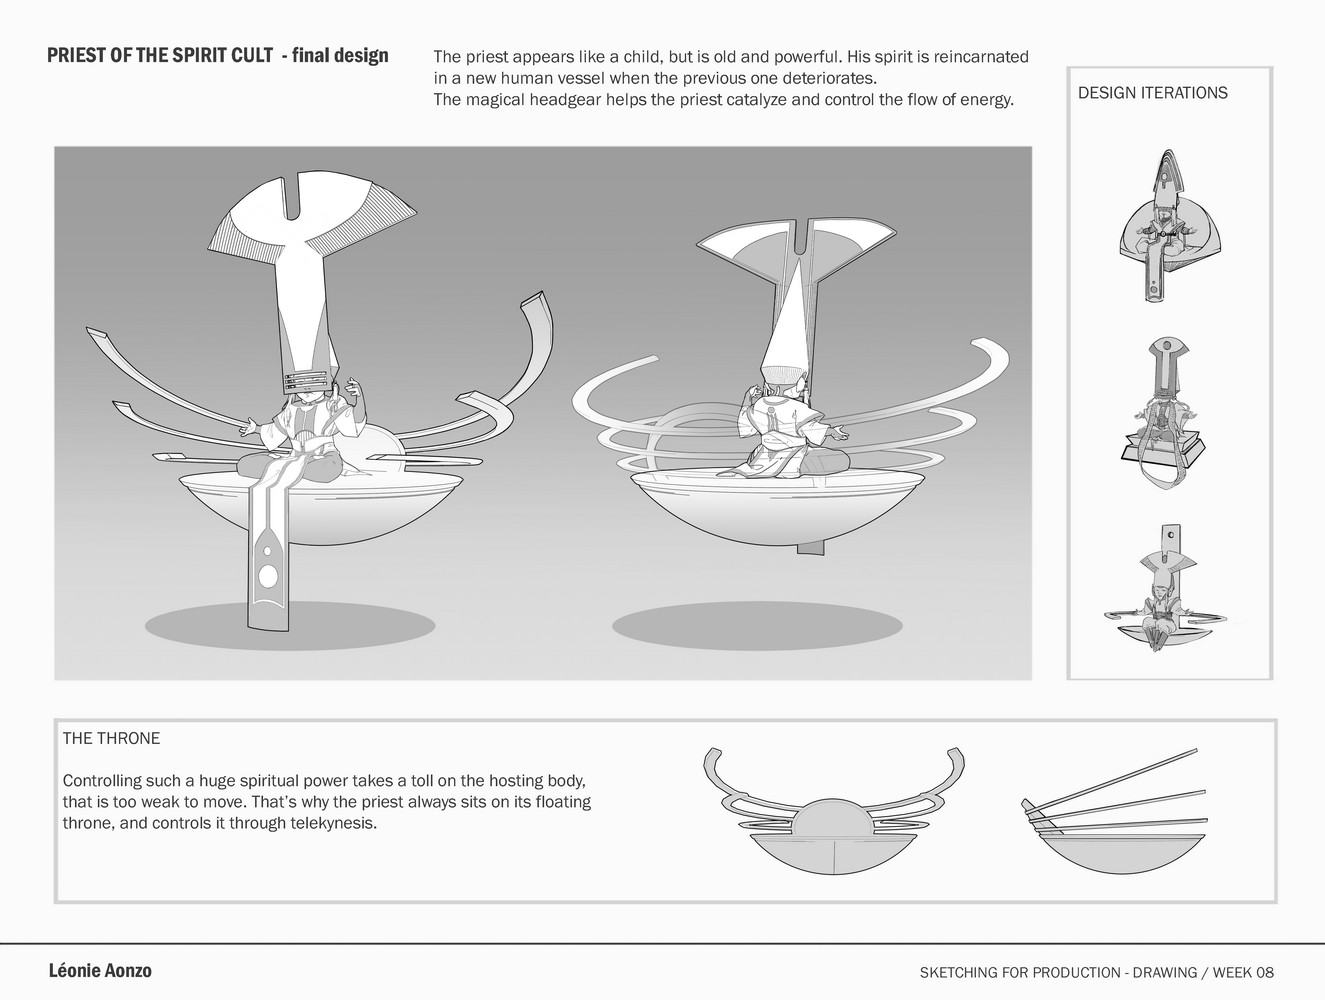 PRIEST OF THE SPIRIT CULT - final design
The priest appears like a child, but is old and powerful. His spirit is reincarnated
in a new human vessel when the previous one deteriorates.
The magical headgear helps the priest catalyze and control the flow of energy.
DESIGN ITERATIONS
THE THRONE
Controlling such a huge spiritual power takes a toll on the hosting body,
that is too weak to move. That's why the priest always sits on its floating
throne, and controls it through telekynesis.
Léonie Aonzo
SKETCHING FOR PRODUCTION - DRAWING / WEEK 08